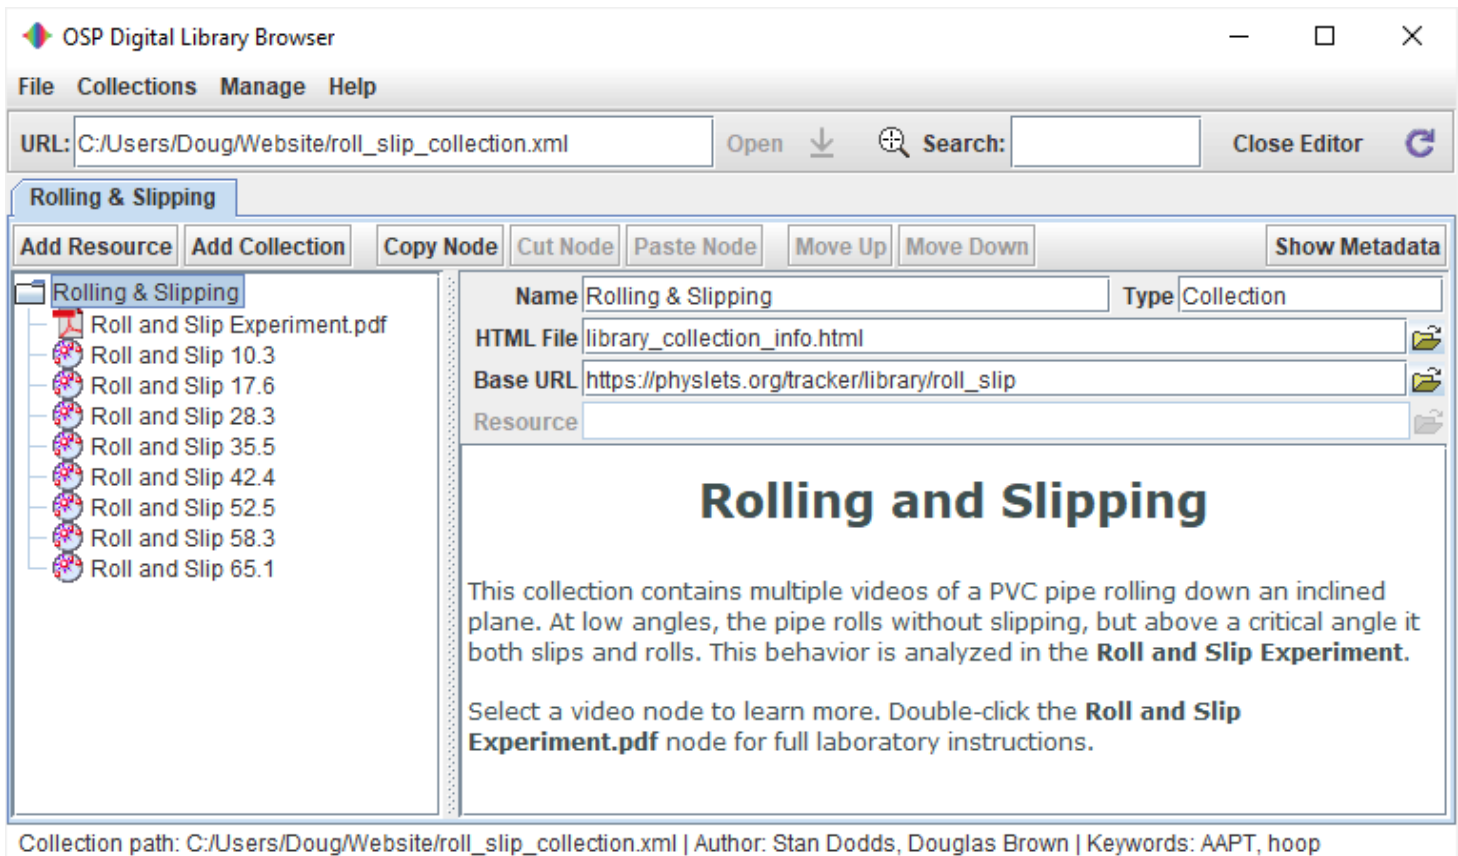 OSP Digital Library Browser
File Collections Manage Help
URL: C:/Users/Doug/Website/roll_slip_collection.xml Open Search: Close Editor
Rolling & Slipping
Add Resource Add Collection Copy Node Cut Node Paste Node Move Up Move Down Show Metadata
Rolling & Slipping
Roll and Slip Experiment.pdf
Roll and Slip 10.3
Roll and Slip 17.6
Roll and Slip 28.3
Roll and Slip 35.5
Roll and Slip 42.4
Roll and Slip 52.5
Roll and Slip 58.3
Roll and Slip 65.1
Name Rolling & Slipping Type Collection
HTML File library_collection_info.html
Base URL https://physlets.org/tracker/library/roll_slip
Resource
Rolling and Slipping
This collection contains multiple videos of a PVC pipe rolling down an inclined
plane. At low angles, the pipe rolls without slipping, but above a critical angle it
both slips and rolls. This behavior is analyzed in the Roll and Slip Experiment.
Select a video node to learn more. Double-click the Roll and Slip
Experiment.pdf node for full laboratory instructions.
Collection path: C:/Users/Doug/Website/roll_slip_collection.xml | Author: Stan Dodds, Douglas Brown | Keywords: AAPT, hoop